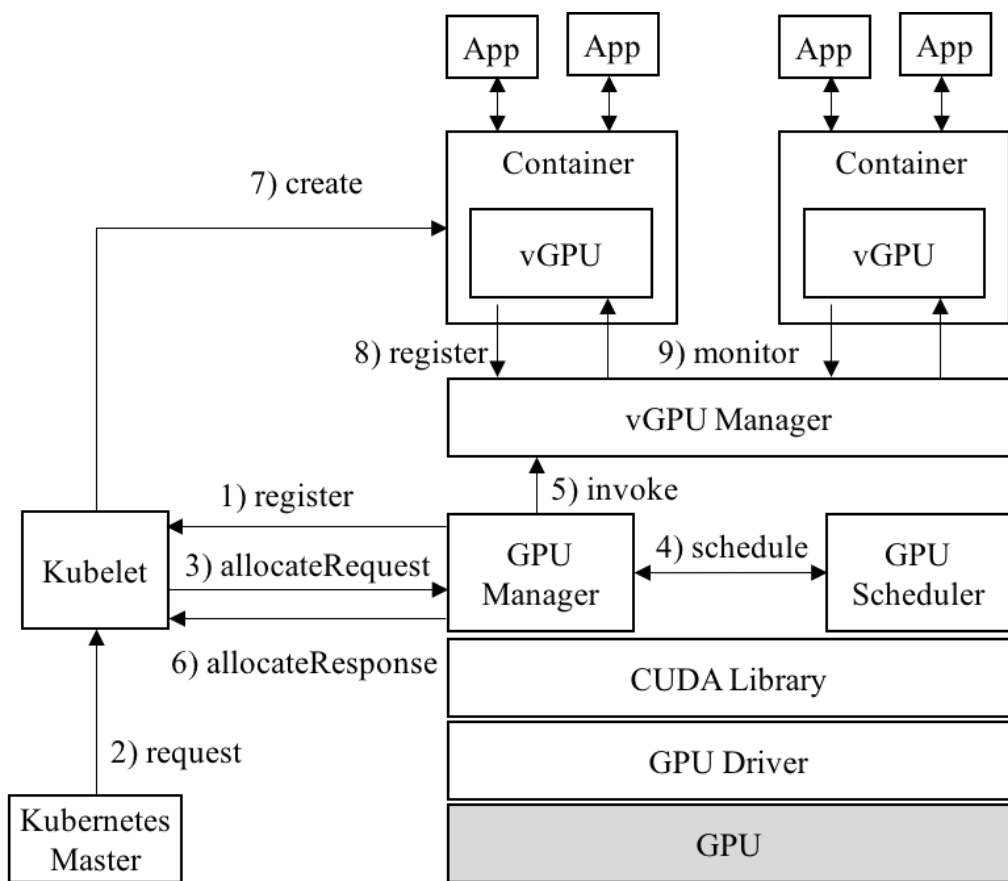 App
App
App
App
Container
Container
7) create
vGPU
vGPU
8) register
9) monitor
vGPU Manager
1) register
5) invoke
Kubelet
3) allocateRequest
GPU
Manager
4) schedule
GPU
Scheduler
6) allocateResponse
CUDA Library
2) request
GPU Driver
Kubernetes
Master
GPU